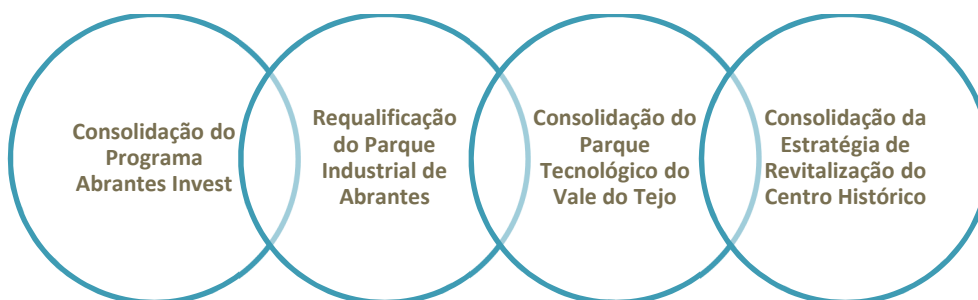 Consolidação do
Programa
Abrantes Invest
Requalificação
do Parque
Industrial de
Abrantes
Consolidação do
Parque
Tecnológico do
Vale do Tejo
Consolidação da
Estratégia de
Revitalização do
Centro Histórico